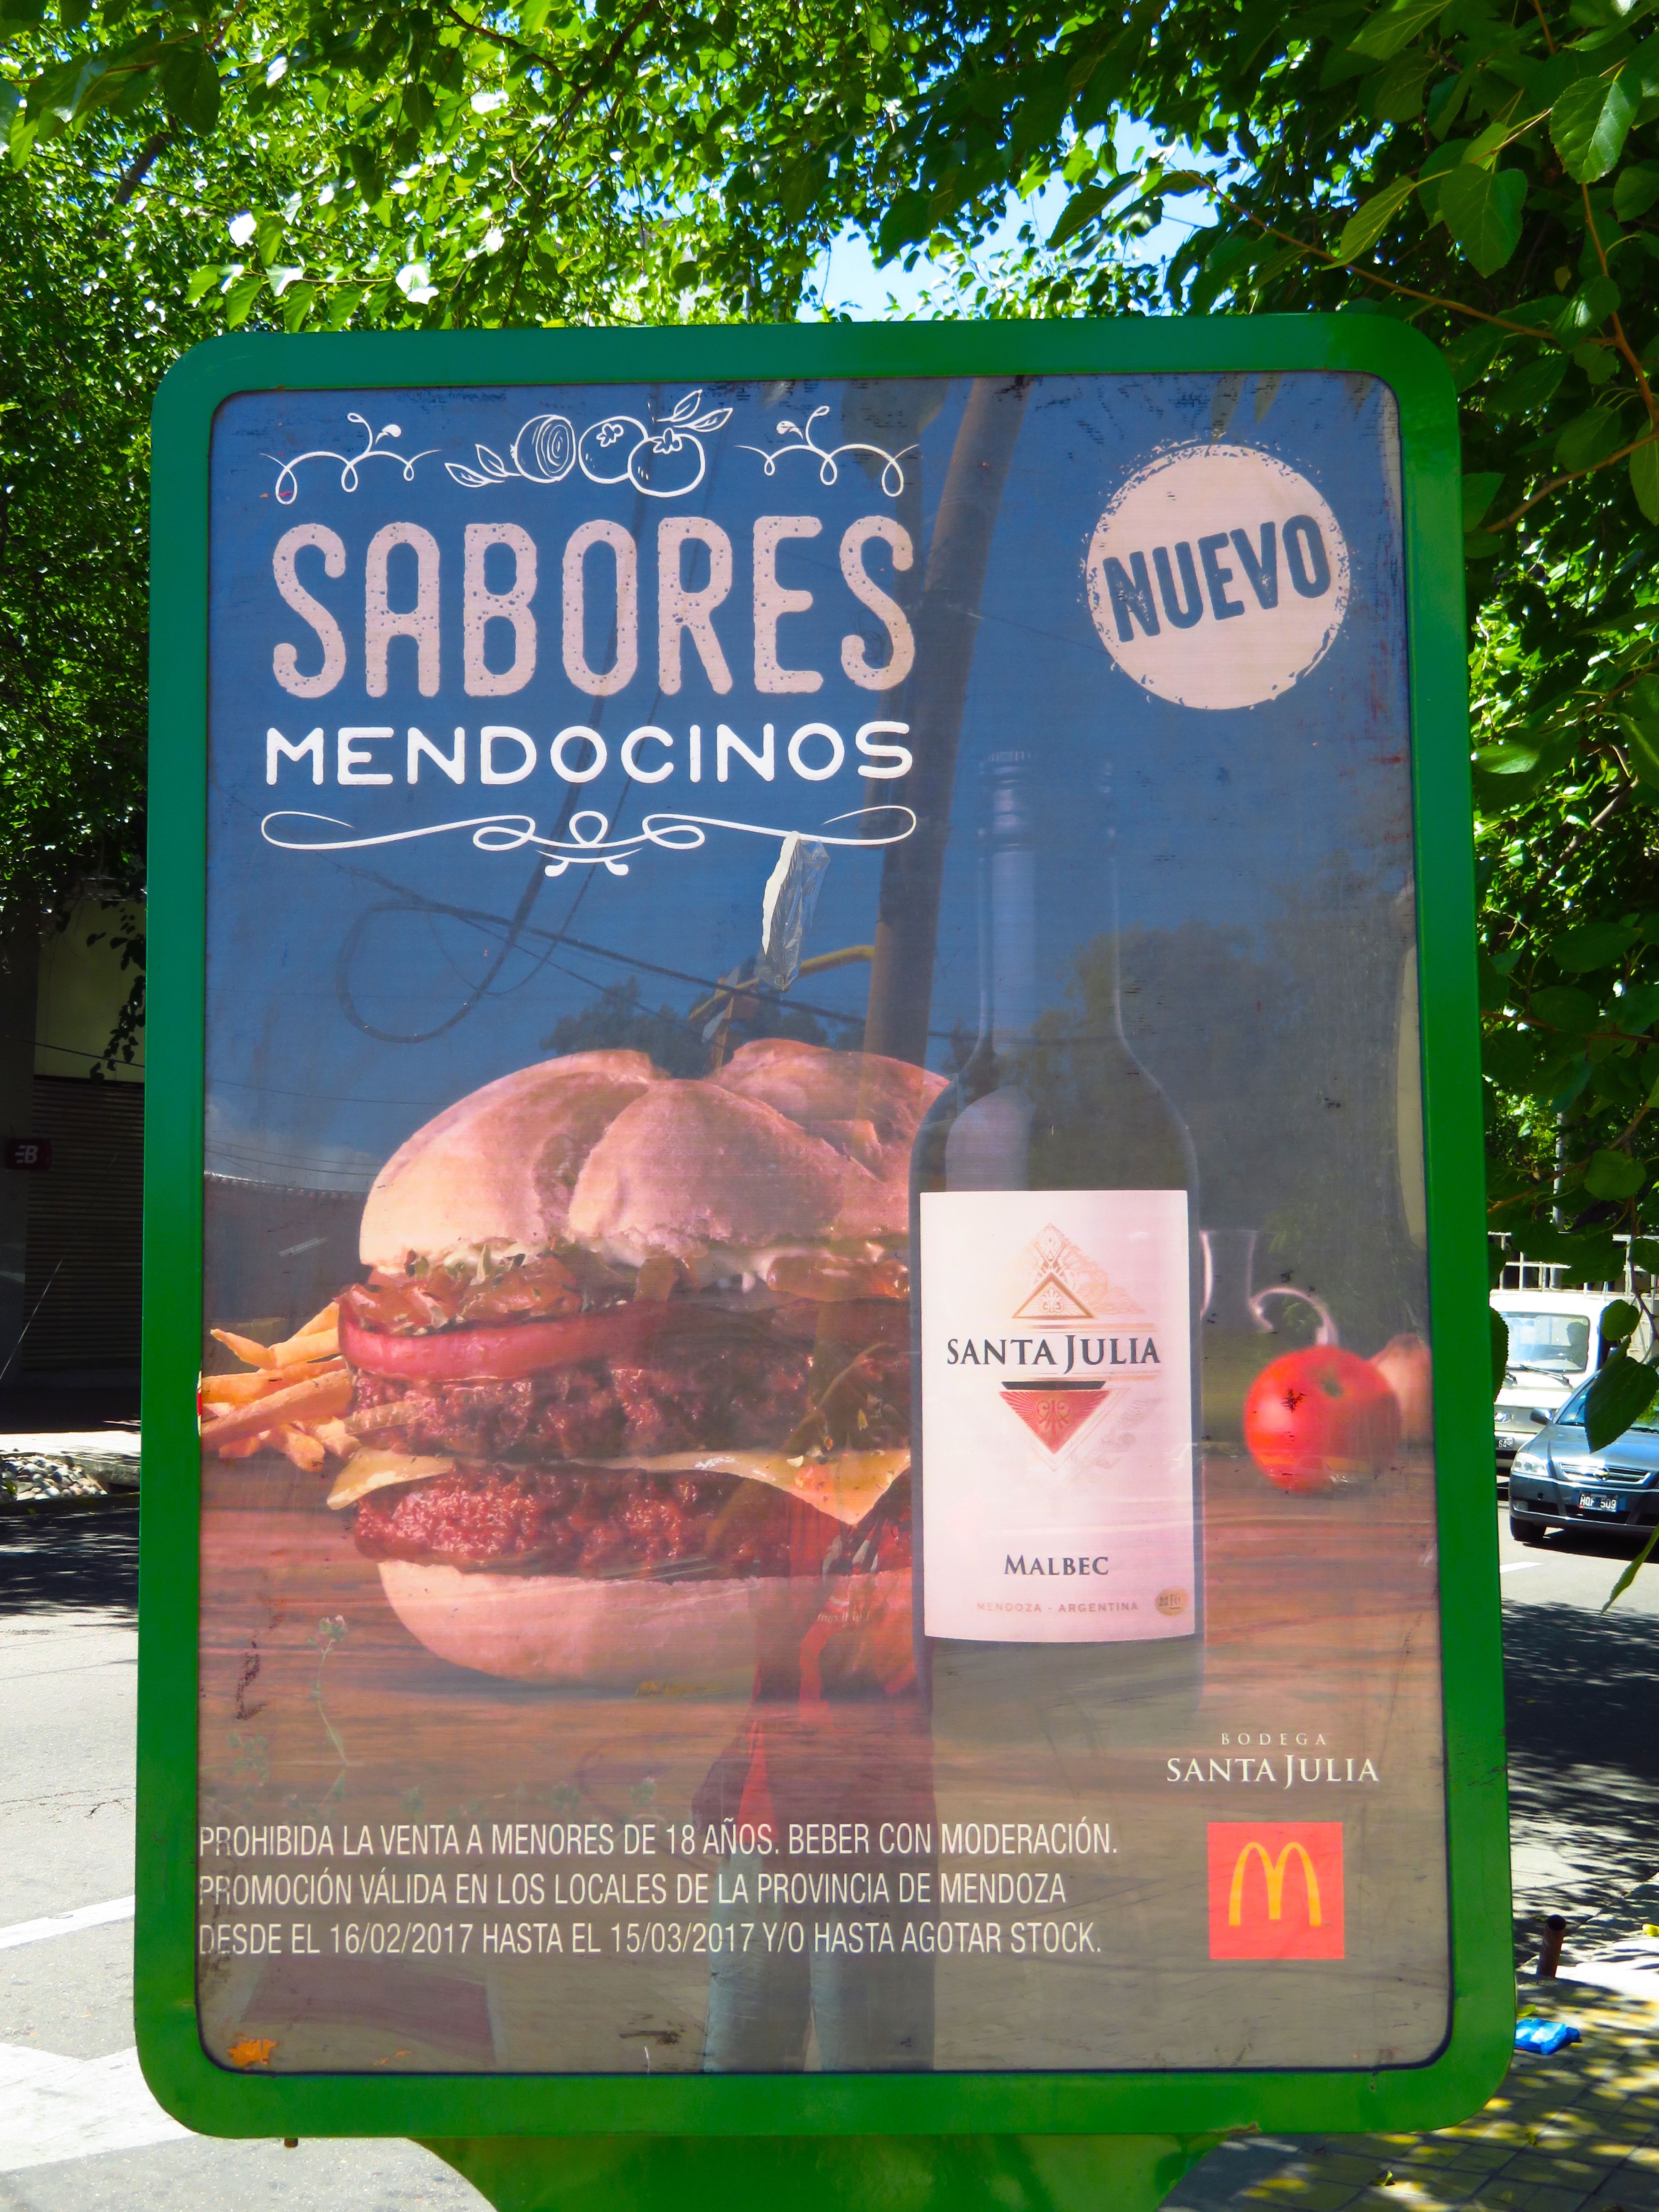 SABORES
MENDOCINOS
NUEVO
SANTA JULIA
MALBEC
MENDOZA - ARGENTINA
BODEGA
SANTA JULIA
PROHIBIDA LA VENTA A MENORES DE 18 AÑOS. BEBER CON MODERACIÓN.
PROMOCIÓN VÁLIDA EN LOS LOCALES DE LA PROVINCIA DE MENDOZA
DESDE EL 16/02/2017 HASTA EL 15/03/2017 Y/O HASTA AGOTAR STOCK.